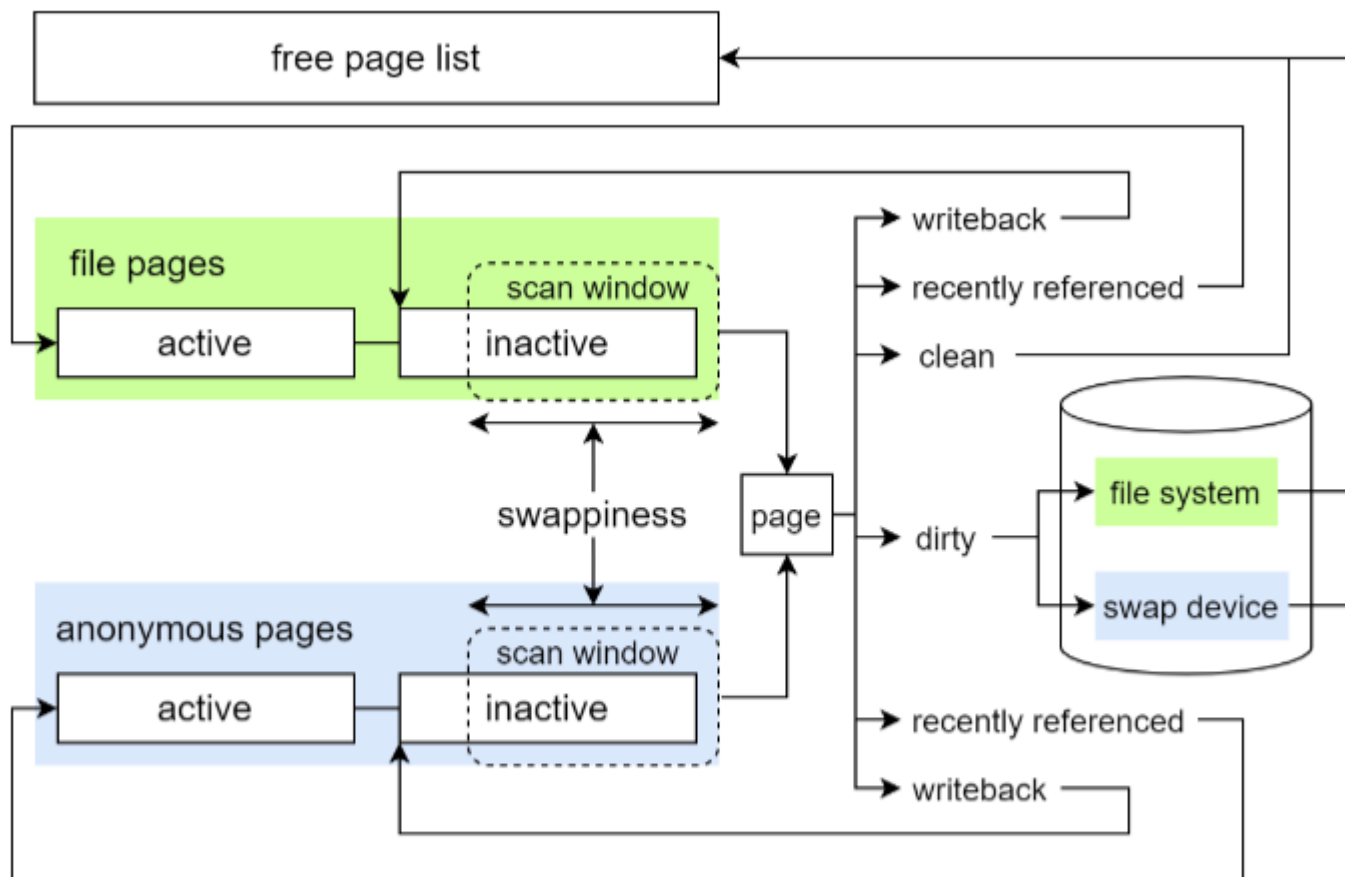 free page list
file pages
scan window
active
inactive
swappiness
anonymous pages
scan window
active
inactive
page
writeback
recently referenced
clean
dirty
file system
swap device
recently referenced
writeback